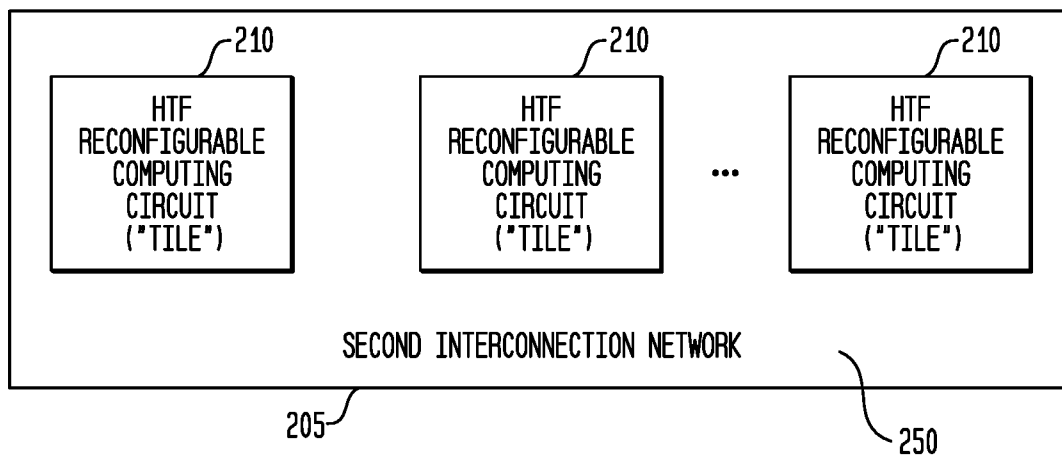 210 210 210
HTF
RECONFIGURABLE
COMPUTING
CIRCUIT
("TILE")
HTF
RECONFIGURABLE
COMPUTING
CIRCUIT
("TILE")
...
HTF
RECONFIGURABLE
COMPUTING
CIRCUIT
("TILE")
SECOND INTERCONNECTION NETWORK
205
250